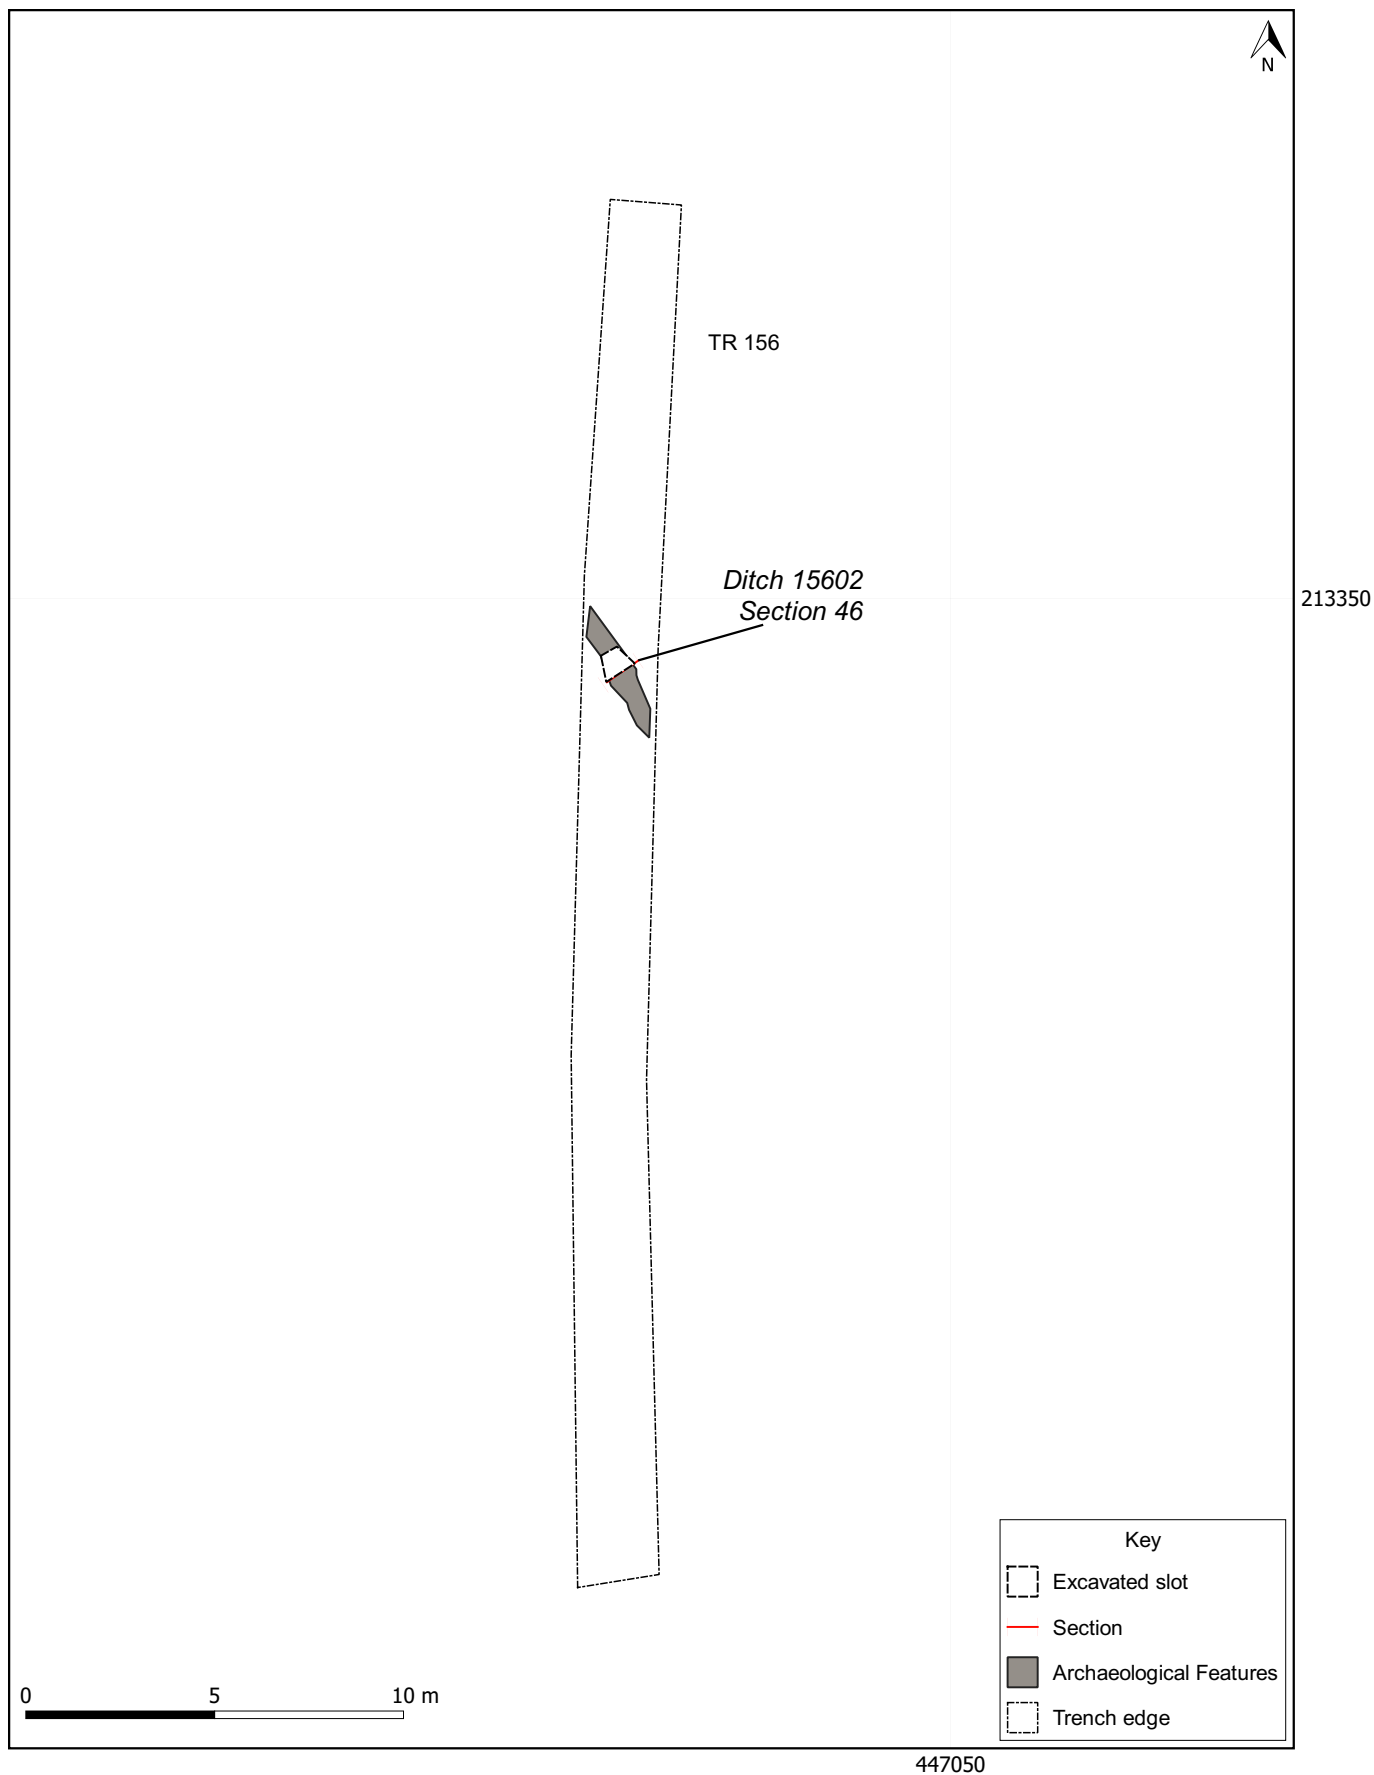 N
TR 156
Ditch 15602
Section 46
213350
Key
Excavated slot
Section
Archaeological Features
Trench edge
0 5 10 m
447050